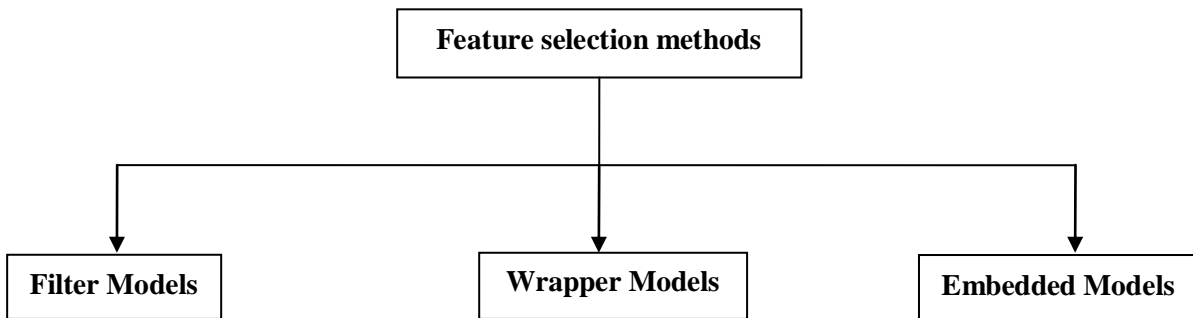 Feature selection methods
Filter Models
Wrapper Models
Embedded Models